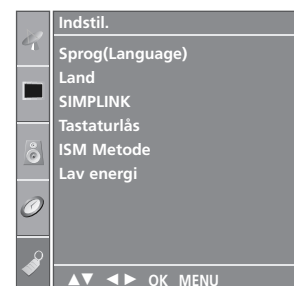 Indstil.
Sprog(Language)
Land
SIMPLINK
Tastaturlås
ISM Metode
Lav energi
▲▼ ◄► OK MENU